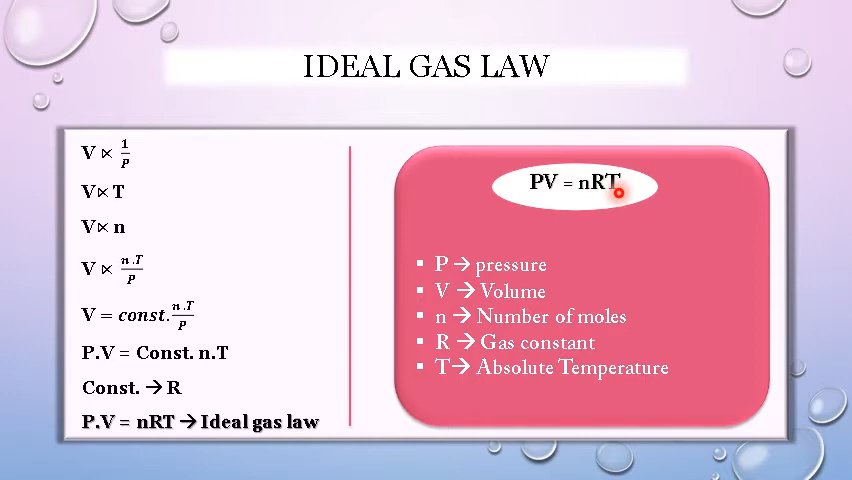 IDEAL GAS LAW
V ∝ 1/P
V∝ T
V∝ n
V ∝ n.T/P
V = const. n.T/P
P.V = Const. n.T
Const. → R
P.V = nRT → Ideal gas law
PV = nRT
▪ P → pressure
▪ V → Volume
▪ n → Number of moles
▪ R → Gas constant
▪ T→ Absolute Temperature